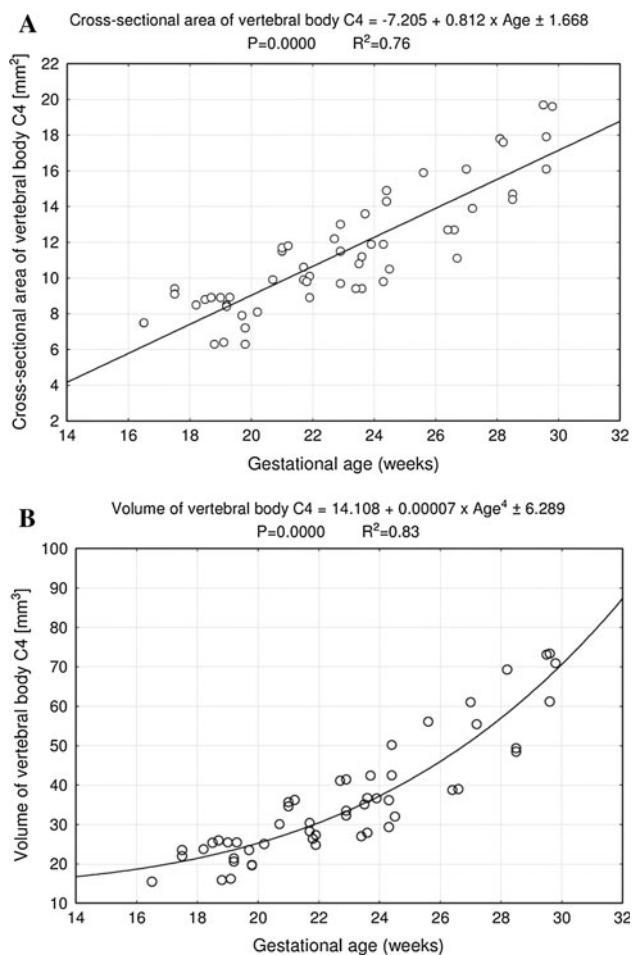 A
Cross-sectional area of vertebral body C4 = -7.205 + 0.812 x Age ± 1.668
P=0.0000 R²=0.76
Cross-sectional area of vertebral body C4 [mm²]
22
20
18
16
14
12
10
8
6
4
2
14 16 18 20 22 24 26 28 30 32
Gestational age (weeks)
B
Volume of vertebral body C4 = 14.108 + 0.00007 x Age⁴ ± 6.289
P=0.0000 R²=0.83
Volume of vertebral body C4 [mm³]
100
90
80
70
60
50
40
30
20
10
14 16 18 20 22 24 26 28 30 32
Gestational age (weeks)